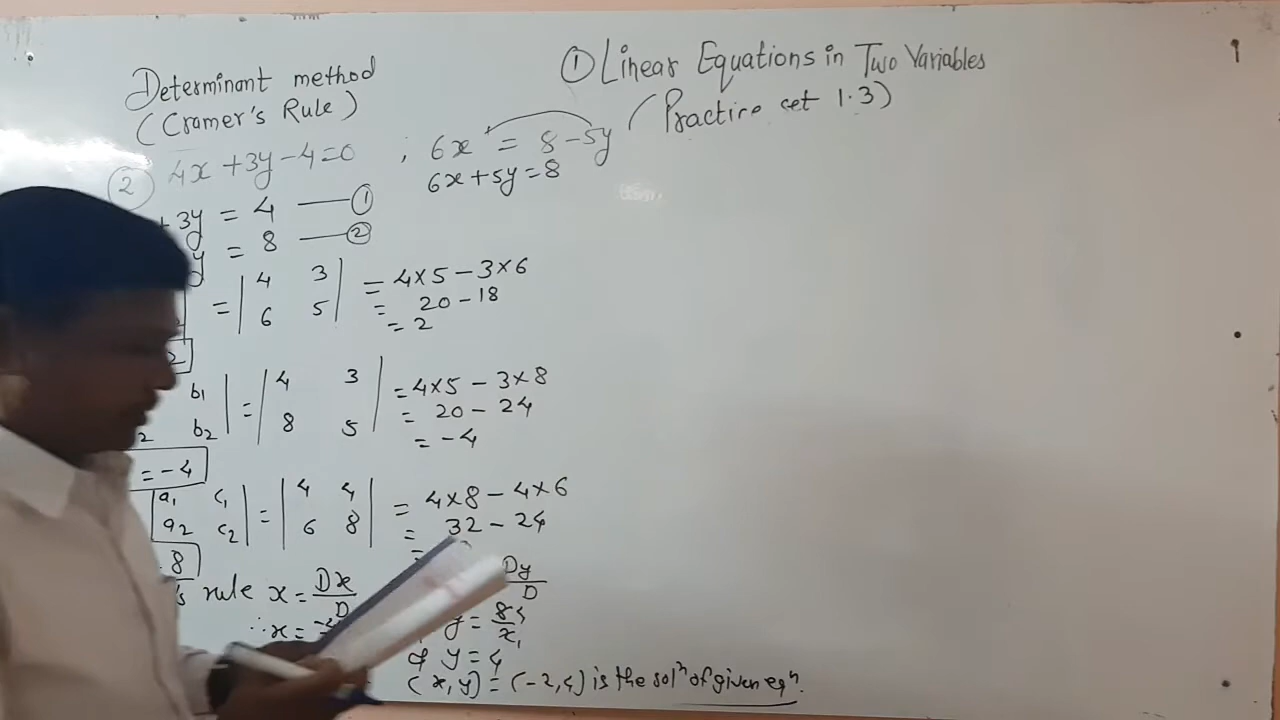 ① Linear Equations in Two Variables
(Practice set 1.3)
Determinant method
(Cramer's Rule)
② 4x + 3y - 4 = 0 ; 6x = 8 - 5y
6x + 5y = 8
+ 3y = 4 —— ①
y = 8 —— ②
= | 4 3 | = 4×5 - 3×6
| 6 5 | = 20 - 18
= 2
2
b1 | = | 4 3 | = 4×5 - 3×8
2 b2 | | 8 5 | = 20 - 24
= -4
= -4
| a1 c1 | = | 4 4 | = 4×8 - 4×6
| a2 c2 | | 6 8 | = 32 - 24
8 =
's rule x = Dx/D Dy/D
∴ x = y = 8/2
& y = 4
(x, y) = (-2, 4) is the solⁿ of given eqⁿ.